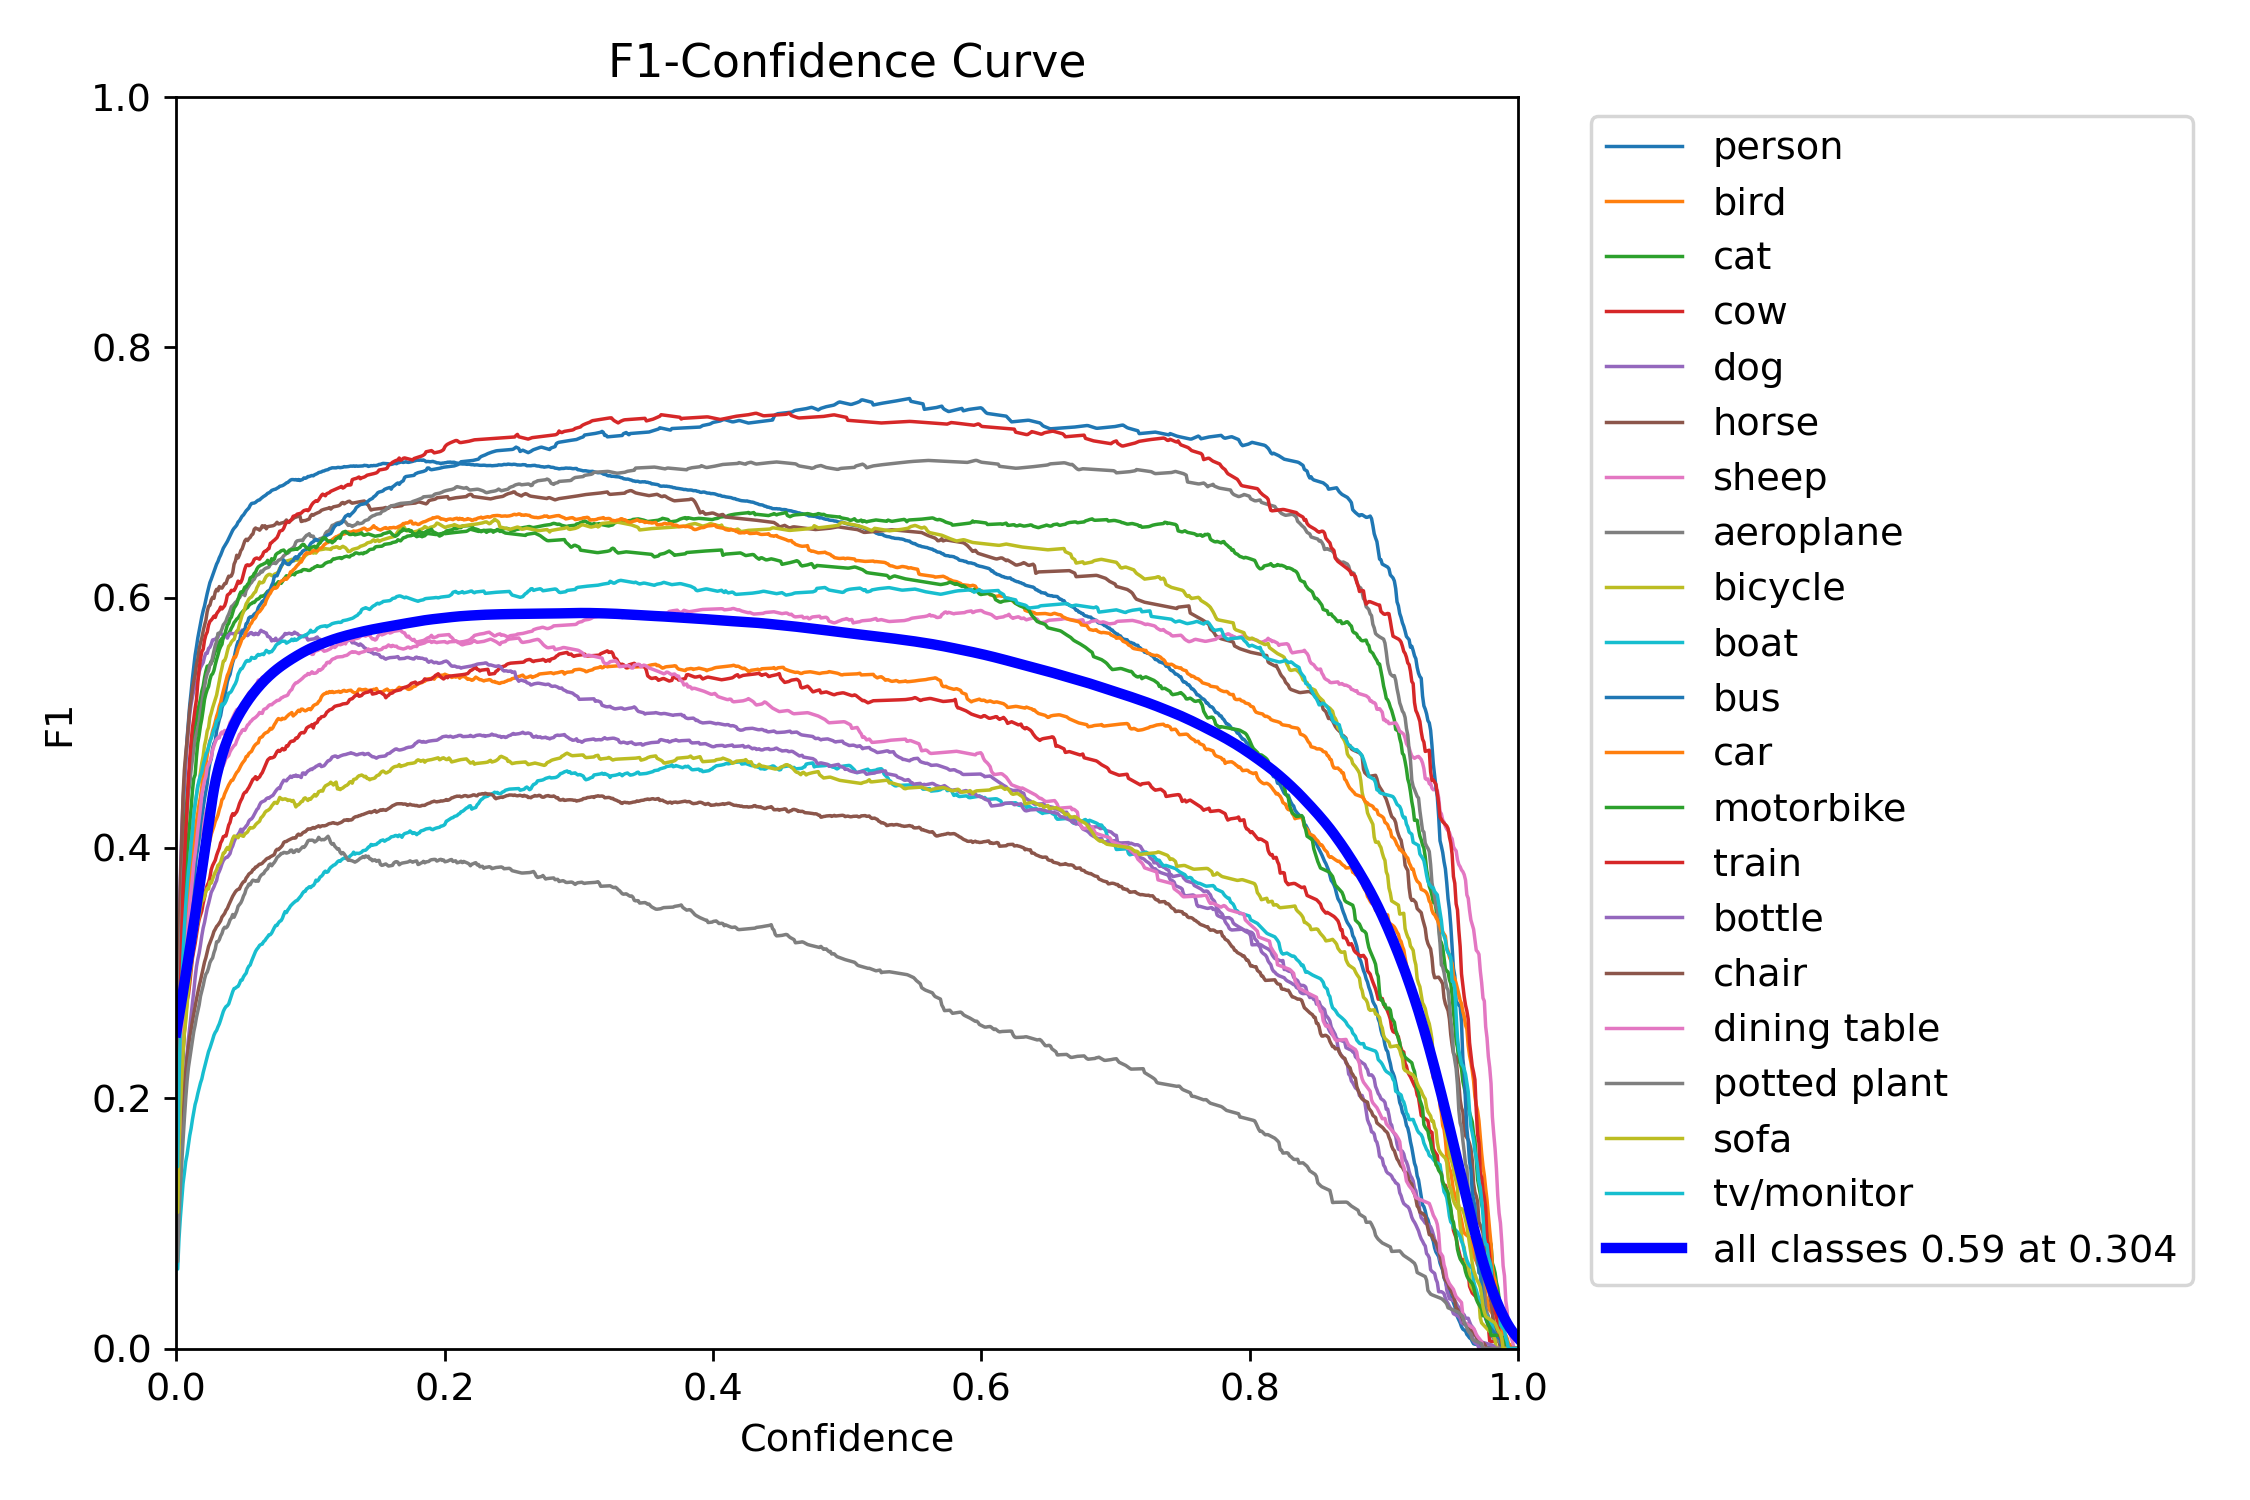 F1-Confidence Curve
1.0
0.8
0.6
0.4
0.2
0.0
F1
0.0 0.2 0.4 0.6 0.8 1.0
Confidence
person
bird
cat
cow
dog
horse
sheep
aeroplane
bicycle
boat
bus
car
motorbike
train
bottle
chair
dining table
potted plant
sofa
tv/monitor
all classes 0.59 at 0.304